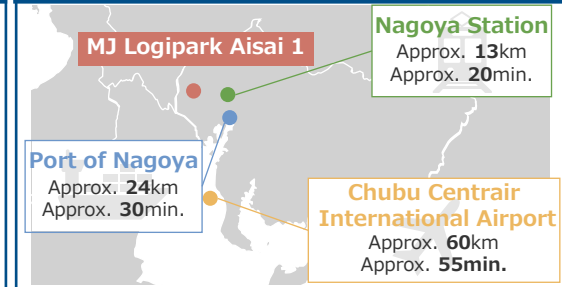 MJ Logipark Aisai 1
Nagoya Station
Approx. 13km
Approx. 20min.
Port of Nagoya
Approx. 24km
Approx. 30min.
Chubu Centrair
International Airport
Approx. 60km
Approx. 55min.